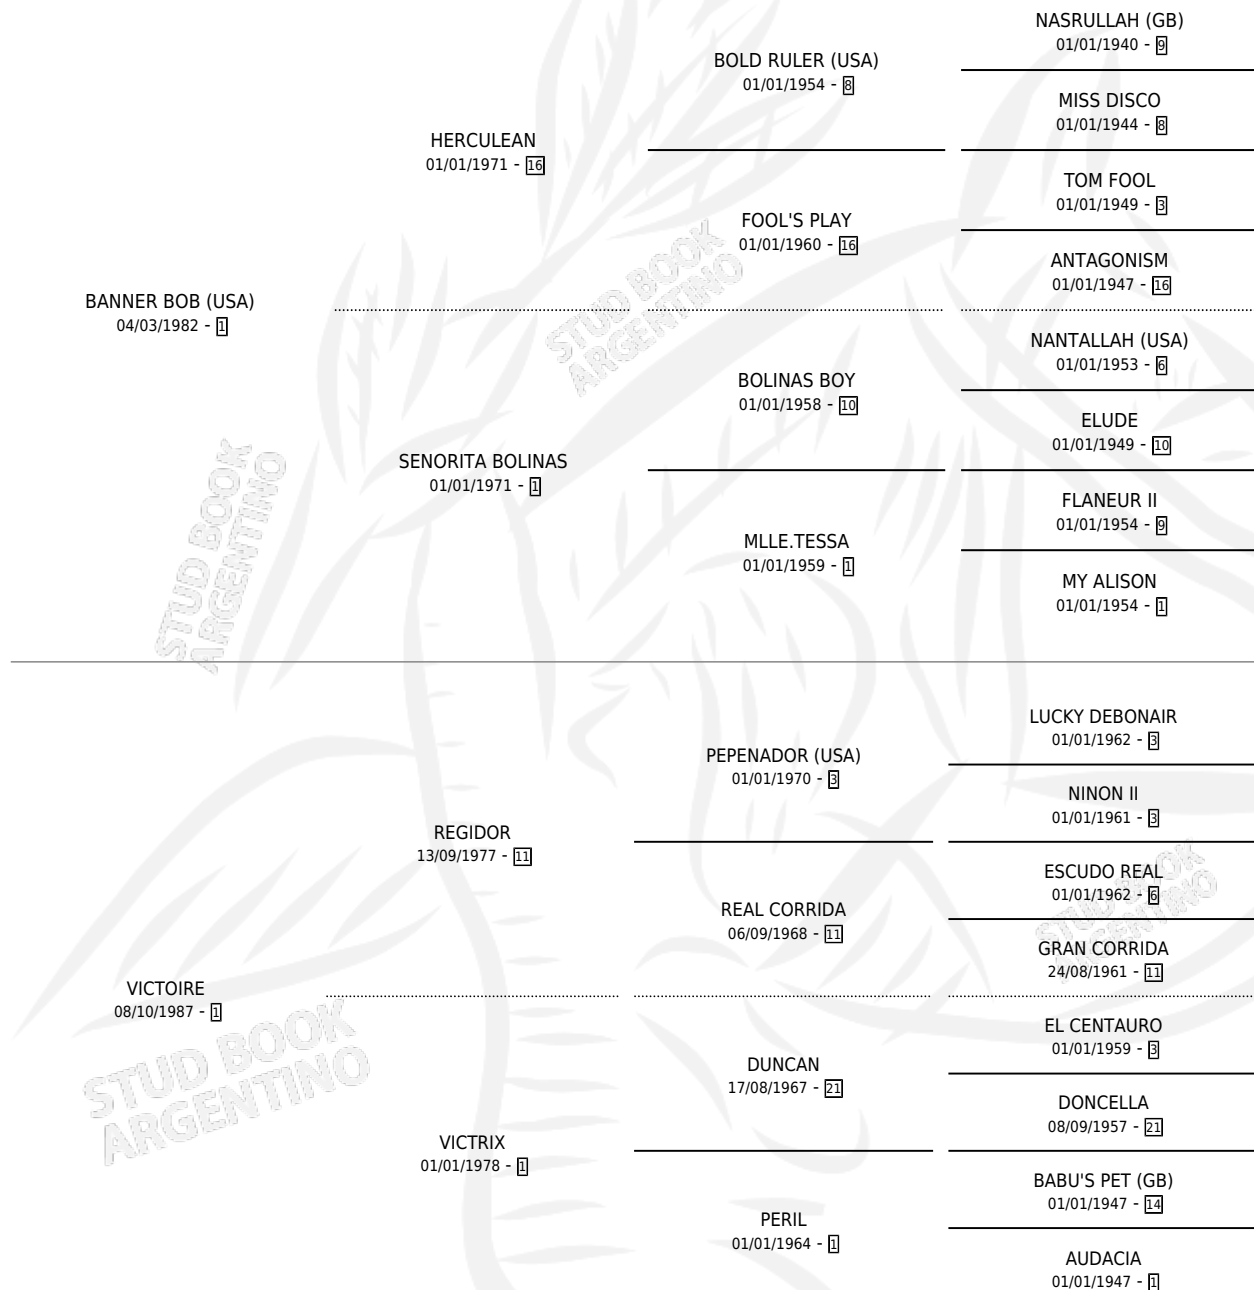 NASRULLAH (GB)
01/01/1940 - 9
BOLD RULER (USA)
01/01/1954 - 8
MISS DISCO
01/01/1944 - 8
HERCULEAN
01/01/1971 - 16
TOM FOOL
01/01/1949 - 3
FOOL'S PLAY
01/01/1960 - 16
ANTAGONISM
01/01/1947 - 16
BANNER BOB (USA)
04/03/1982 - 1
STUD BOOK
ARGENTINO
NANTALLAH (USA)
01/01/1953 - 6
BOLINAS BOY
01/01/1958 - 10
ELUDE
01/01/1949 - 10
SENORITA BOLINAS
01/01/1971 - 1
FLANEUR II
01/01/1954 - 9
MLLE.TESSA
01/01/1959 - 1
MY ALISON
01/01/1954 - 1
STUD BOOK
ARGENTINO
LUCKY DEBONAIR
01/01/1962 - 3
PEPENADOR (USA)
01/01/1970 - 3
NINON II
01/01/1961 - 3
REGIDOR
13/09/1977 - 11
ESCUDO REAL
01/01/1962 - 6
REAL CORRIDA
06/09/1968 - 11
GRAN CORRIDA
24/08/1961 - 11
STUD BOOK
ARGENTINO
VICTOIRE
08/10/1987 - 1
EL CENTAURO
01/01/1959 - 3
DUNCAN
17/08/1967 - 21
DONCELLA
08/09/1957 - 21
STUD BOOK
ARGENTINO
VICTRIX
01/01/1978 - 1
BABU'S PET (GB)
01/01/1947 - 14
PERIL
01/01/1964 - 1
AUDACIA
01/01/1947 - 1